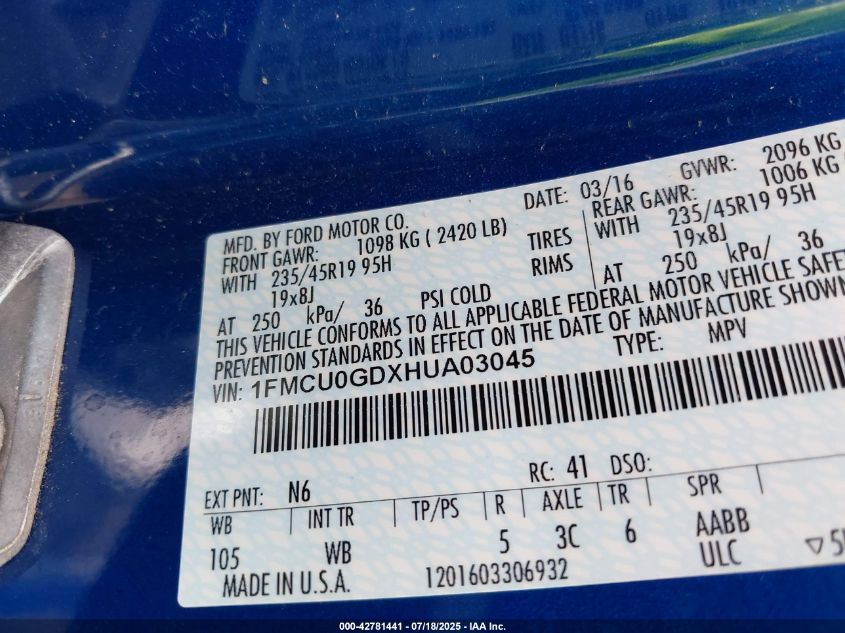 MFD. BY FORD MOTOR CO.
DATE: 03/16
GVWR: 2096 KG
FRONT GAWR: 1098 KG ( 2420 LB)
REAR GAWR: 1006 KG
WITH 235/45R19 95H TIRES
WITH 235/45R19 95H
19x8J RIMS
19x8J
AT 250 kPa/ 36 PSI COLD
AT 250 kPa/ 36
THIS VEHICLE CONFORMS TO ALL APPLICABLE FEDERAL MOTOR VEHICLE
PREVENTION STANDARDS IN EFFECT ON THE DATE OF MANUFACTURE SHOWN
VIN: 1FMCU0GDXHUA03045
TYPE: MPV
EXT PNT: N6 RC: 41 DSO:
WB INT TR TP/PS R AXLE TR SPR
105 WB 5 3C 6 AABB
ULC
MADE IN U.S.A. 1201603306932
000-42781441 - 07/18/2025 - IAA Inc.